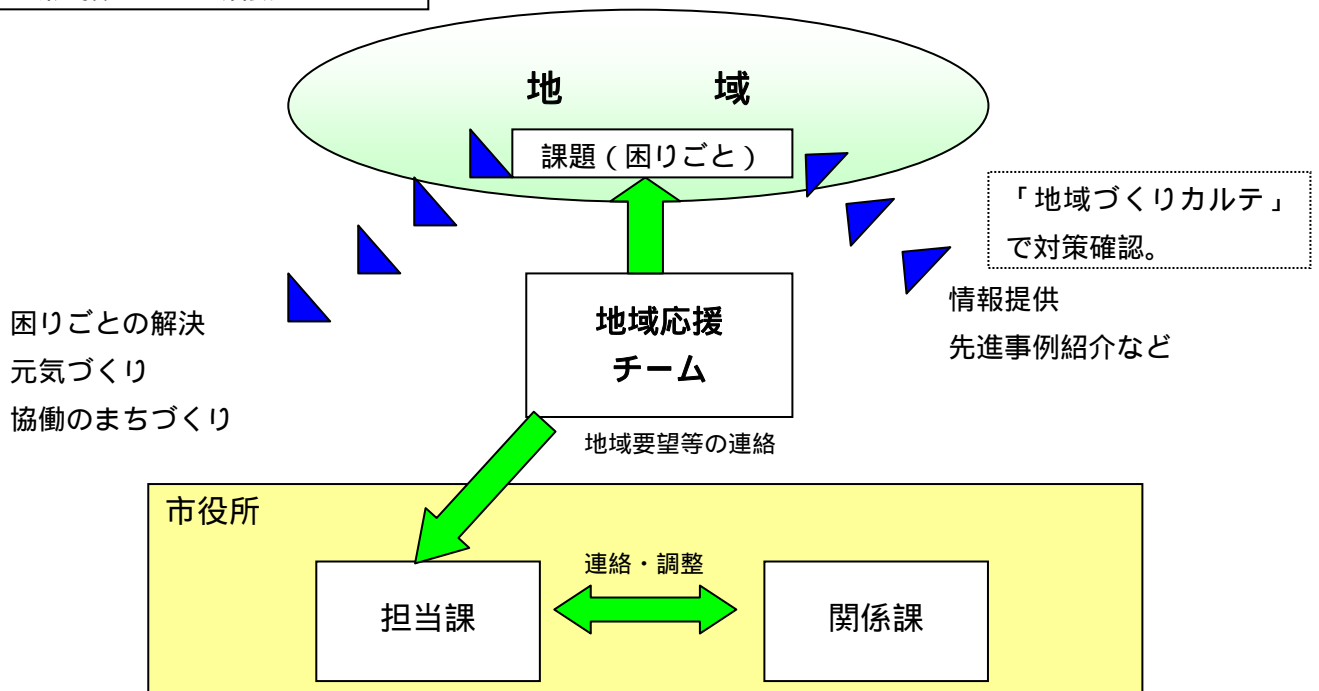 地 域
課題（困りごと）
「地域づくりカルテ」
で対策確認。
情報提供
先進事例紹介など
地域応援
チーム
困りごとの解決
元気づくり
協働のまちづくり
地域要望等の連絡
市役所
連絡・調整
担当課
関係課